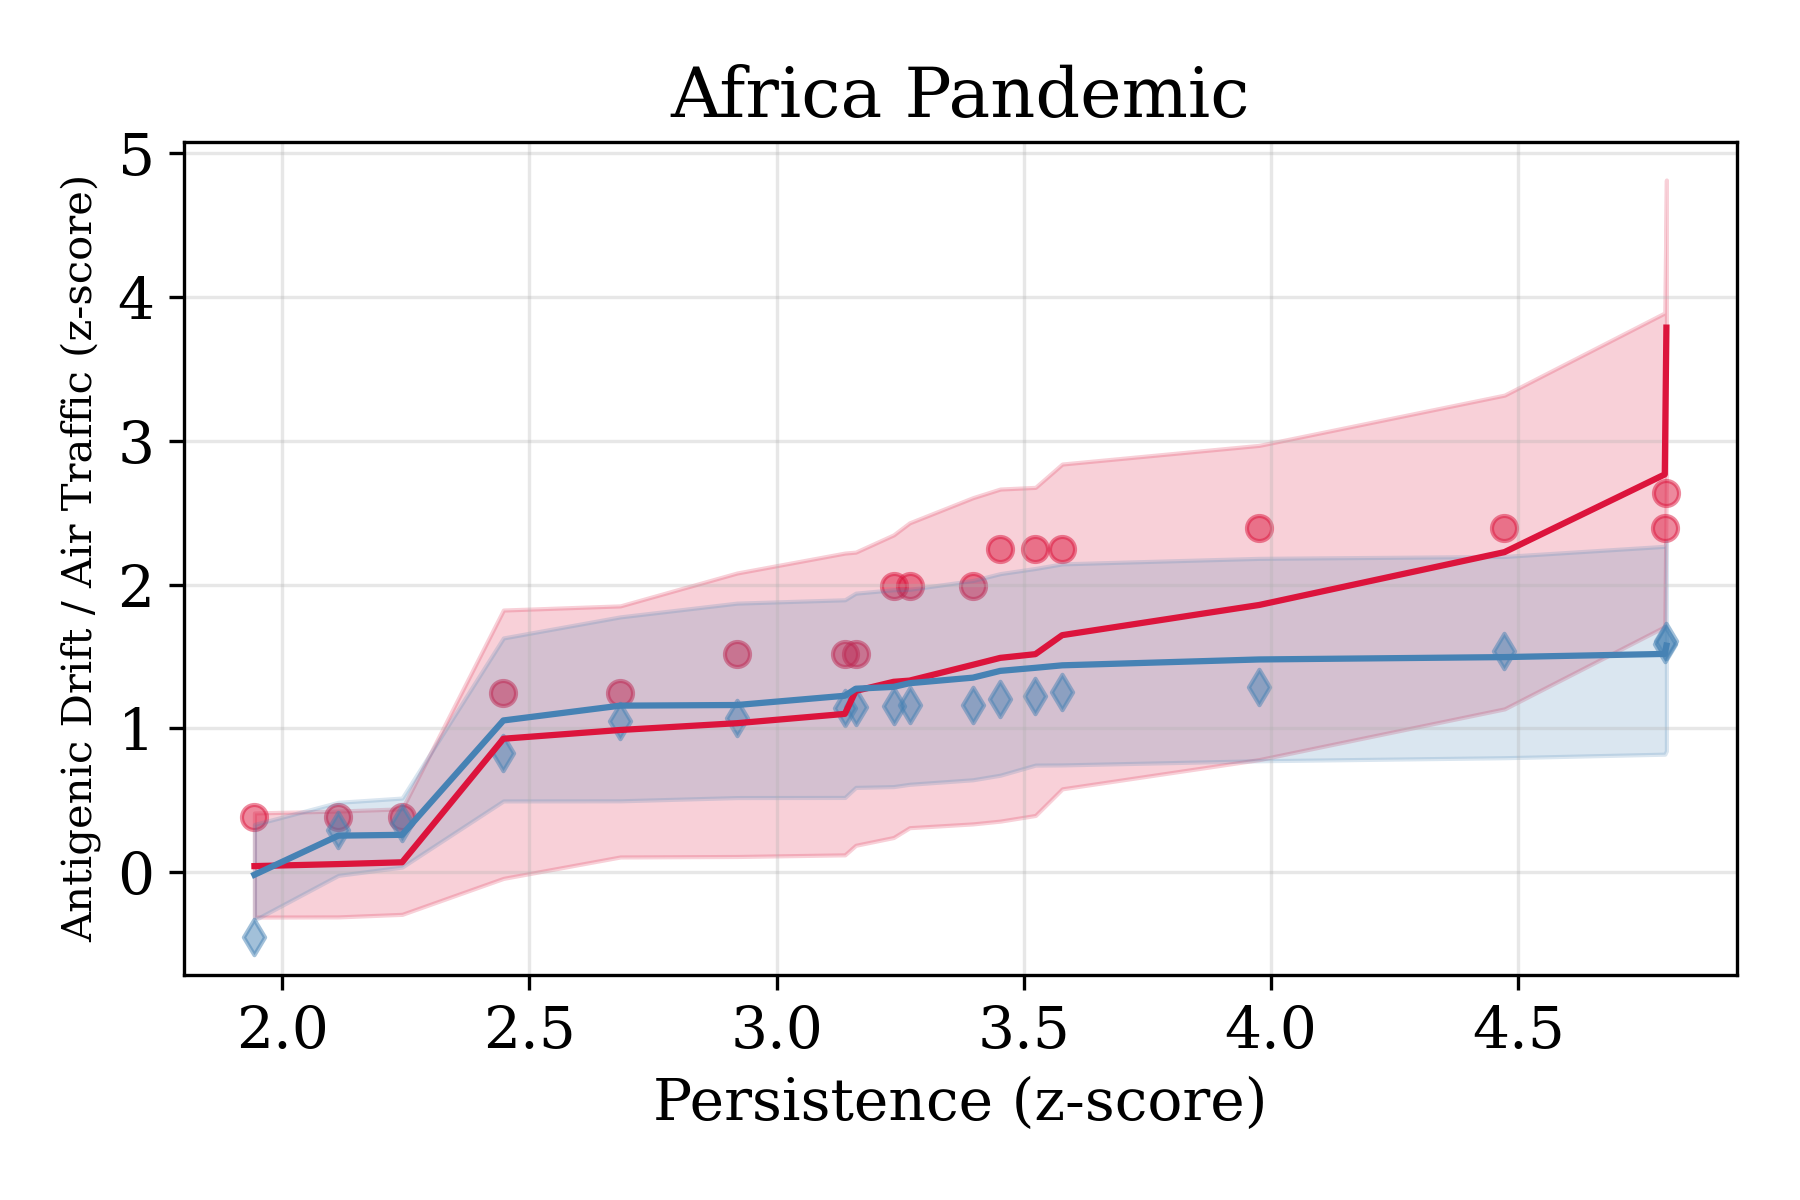 Africa Pandemic
Antigenic Drift / Air Traffic (z-score)
5
4
3
2
1
0
2.0 2.5 3.0 3.5 4.0 4.5
Persistence (z-score)